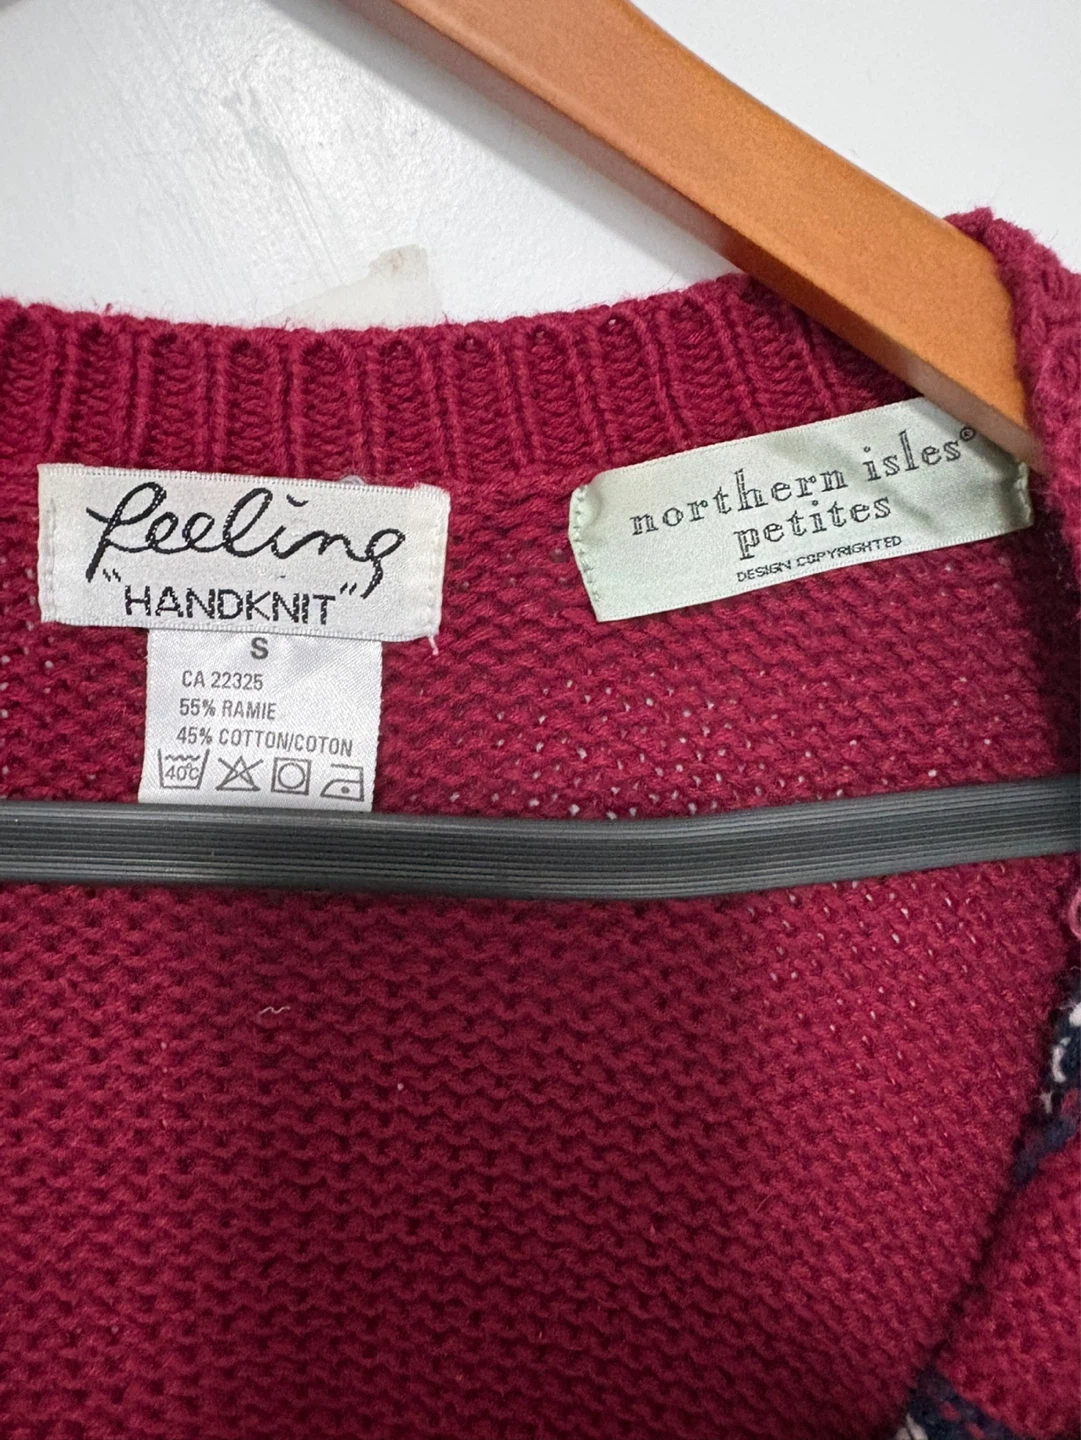 feeling
"HANDKNIT"
S
CA 22325
55% RAMIE
45% COTTON/COTON
40°C
northern isles®
petites
DESIGN COPYRIGHTED